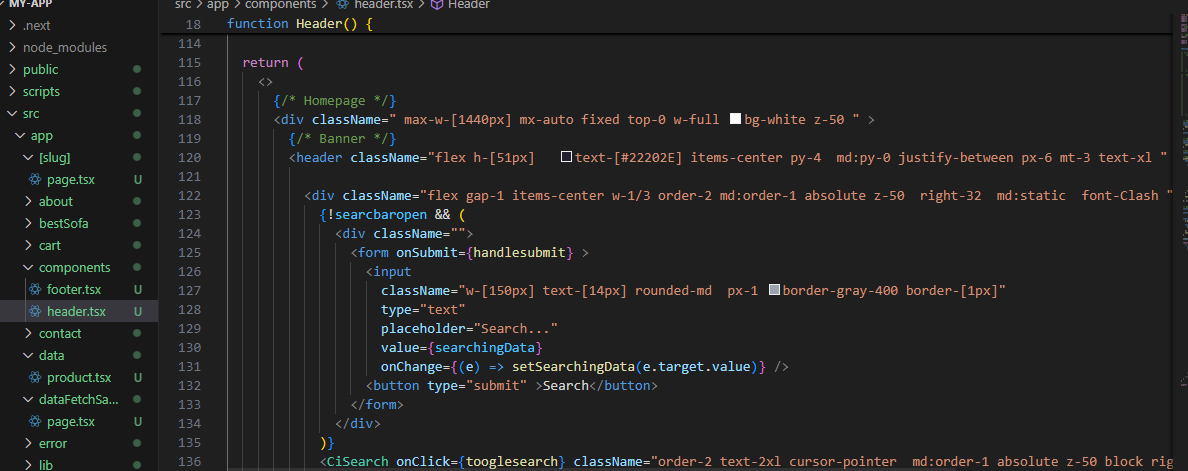 MY-APP
.next
node_modules
public
scripts
src
app
[slug]
page.tsx U
about
bestSofa
cart
components
footer.tsx U
header.tsx U
contact
data
product.tsx U
dataFetchSa...
page.tsx U
error
lib
src > app > components > header.tsx > Header
18 function Header() {
114
115 return (
116 <>
117 {/* Homepage */}
118 <div className=" max-w-[1440px] mx-auto fixed top-0 w-full bg-white z-50 " >
119 {/* Banner */}
120 <header className="flex h-[51px] text-[#22202E] items-center py-4 md:py-0 justify-between px-6 mt-3 text-xl "
121
122 <div className="flex gap-1 items-center w-1/3 order-2 md:order-1 absolute z-50 right-32 md:static font-Clash "
123 {!searcbaropen && (
124 <div className="">
125 <form onSubmit={handlesubmit} >
126 <input
127 className="w-[150px] text-[14px] rounded-md px-1 border-gray-400 border-[1px]"
128 type="text"
129 placeholder="Search..."
130 value={searchingData}
131 onChange={(e) => setSearchingData(e.target.value)} />
132 <button type="submit" >Search</button>
133 </form>
134 </div>
135 )}
136 <CiSearch onClick={tooglesearch} className="order-2 text-2xl cursor-pointer md:order-1 absolute z-50 block rig